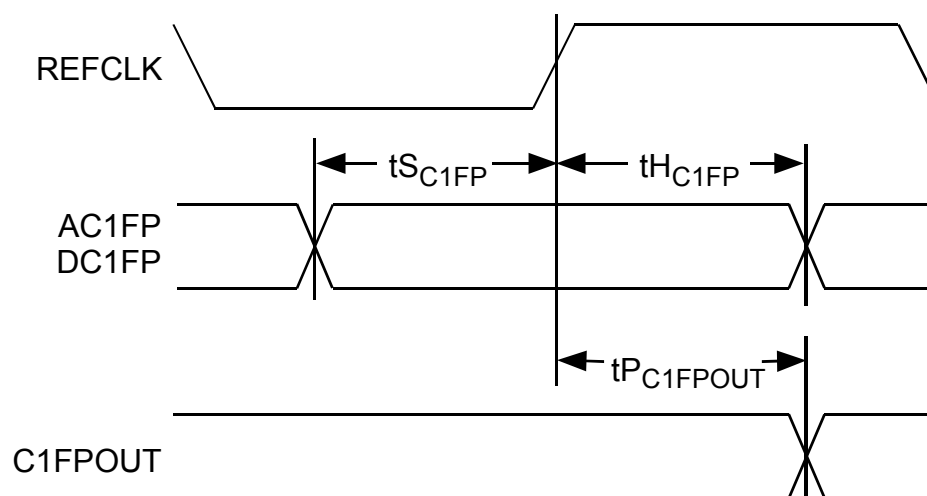 REFCLK
tSC1FP
tHC1FP
AC1FP
DC1FP
tPC1FPOUT
C1FPOUT